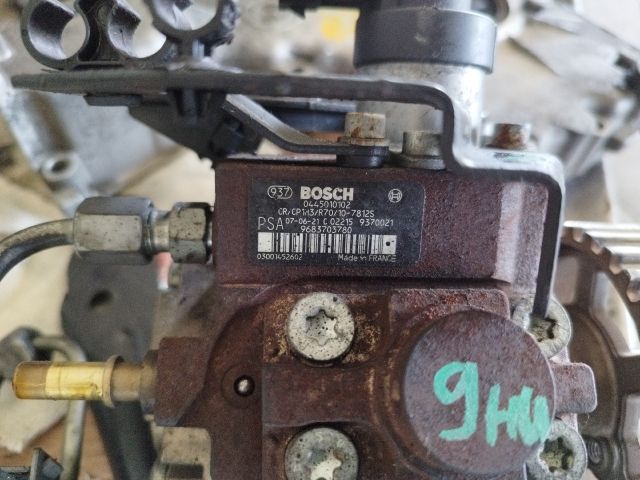 937 BOSCH
0445010102
CR/CP1H3/R70/10-7812S
PSA 07-06-21 C 02215 9370021
9683703780
03001452602 Made in FRANCE
9HW